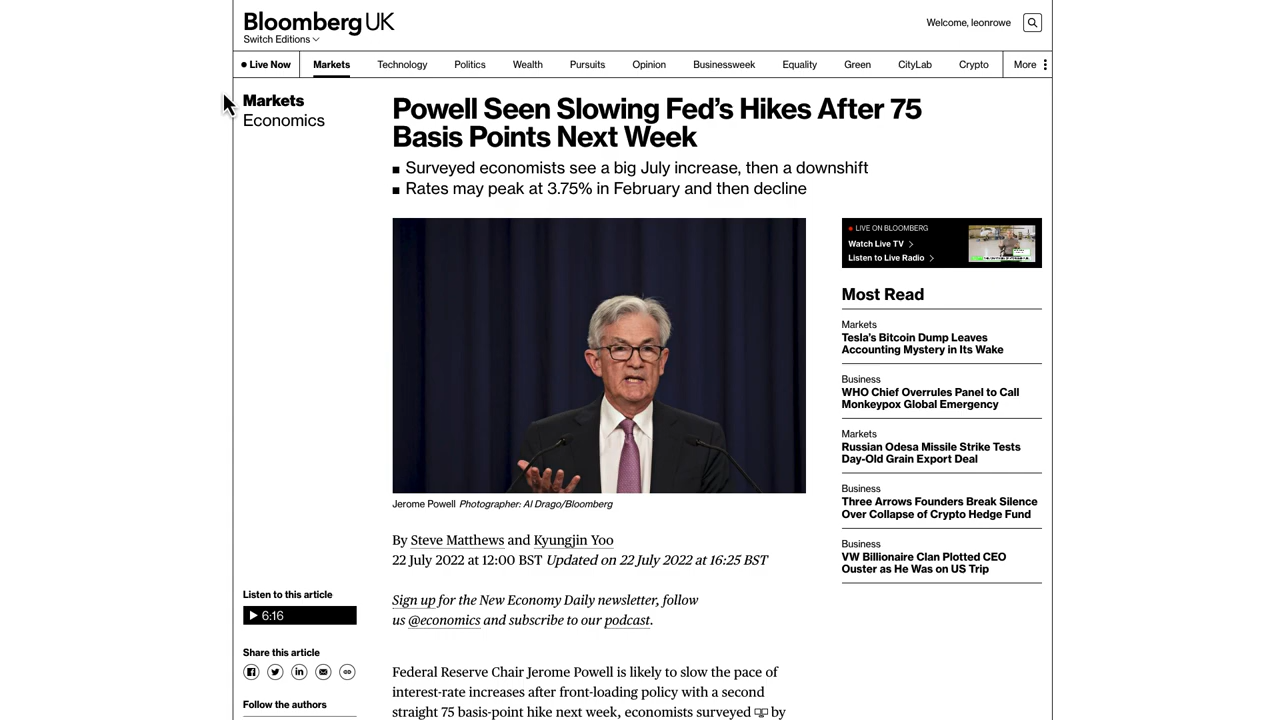 Bloomberg UK
Switch Editions
Welcome, leonrowe
Live Now
Markets
Technology
Politics
Wealth
Pursuits
Opinion
Businessweek
Equality
Green
CityLab
Crypto
More
Markets
Economics
Powell Seen Slowing Fed’s Hikes After 75
Basis Points Next Week
■ Surveyed economists see a big July increase, then a downshift
■ Rates may peak at 3.75% in February and then decline
Jerome Powell Photographer: Al Drago/Bloomberg
By Steve Matthews and Kyungjin Yoo
22 July 2022 at 12:00 BST Updated on 22 July 2022 at 16:25 BST
Sign up for the New Economy Daily newsletter, follow
us @economics and subscribe to our podcast.
Federal Reserve Chair Jerome Powell is likely to slow the pace of
interest-rate increases after front-loading policy with a second
straight 75 basis-point hike next week, economists surveyed by
Listen to this article
6:16
Share this article
Follow the authors
LIVE ON BLOOMBERG
Watch Live TV
Listen to Live Radio
Most Read
Markets
Tesla’s Bitcoin Dump Leaves
Accounting Mystery in Its Wake
Business
WHO Chief Overrules Panel to Call
Monkeypox Global Emergency
Markets
Russian Odesa Missile Strike Tests
Day-Old Grain Export Deal
Business
Three Arrows Founders Break Silence
Over Collapse of Crypto Hedge Fund
Business
VW Billionaire Clan Plotted CEO
Ouster as He Was on US Trip